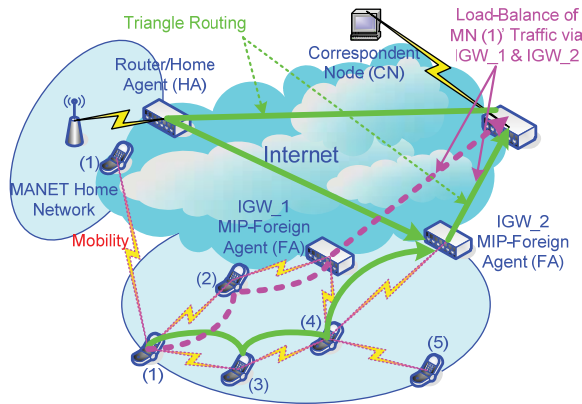 Triangle Routing
Load-Balance of
MN (1)' Traffic via
IGW_1 & IGW_2
Correspondent
Node (CN)
Router/Home
Agent (HA)
Internet
(1)
MANET Home
Network
Mobility
IGW_1
MIP-Foreign
Agent (FA)
IGW_2
MIP-Foreign
Agent (FA)
(2)
(4)
(5)
(1)
(3)